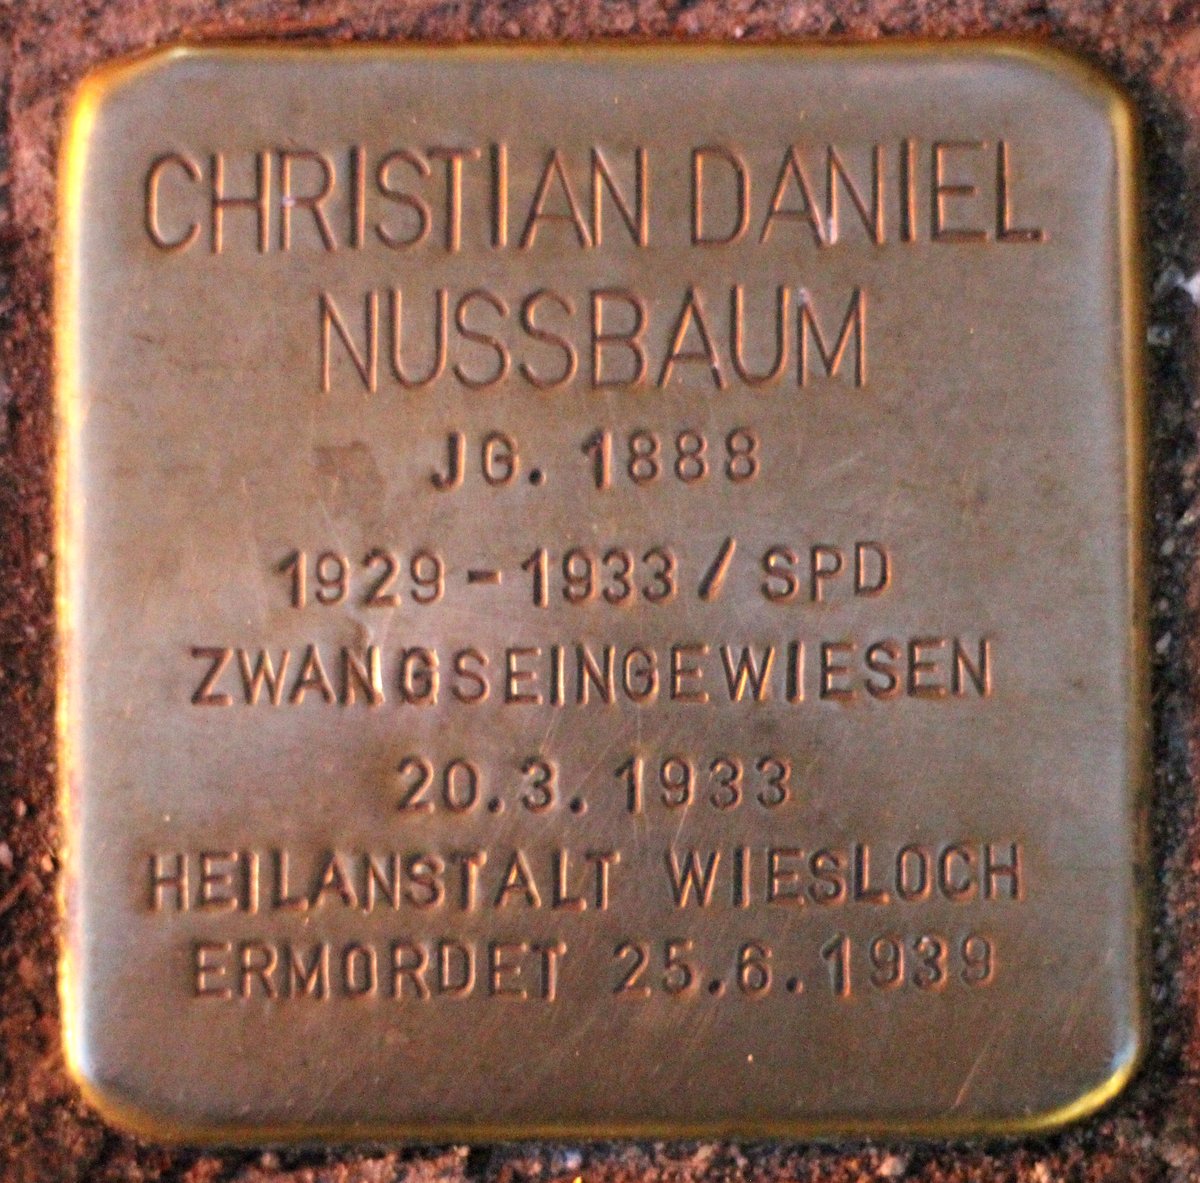 CHRISTIAN DANIEL
NUSSBAUM
JG. 1888
1929 - 1933 / SPD
ZWANGSEINGEWIESEN
20.3.1933
HEILANSTALT WIESLOCH
ERMORDET 25.6.1939